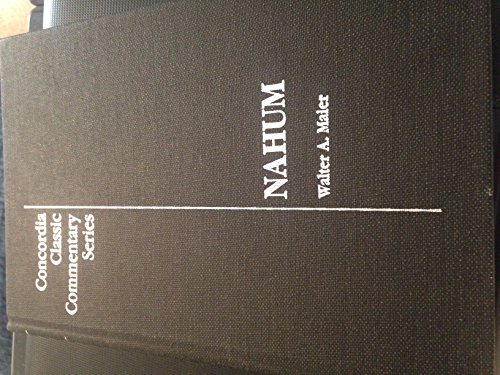 Concordia
Classic
Commentary
Series
NAHUM
Walter A. Maier